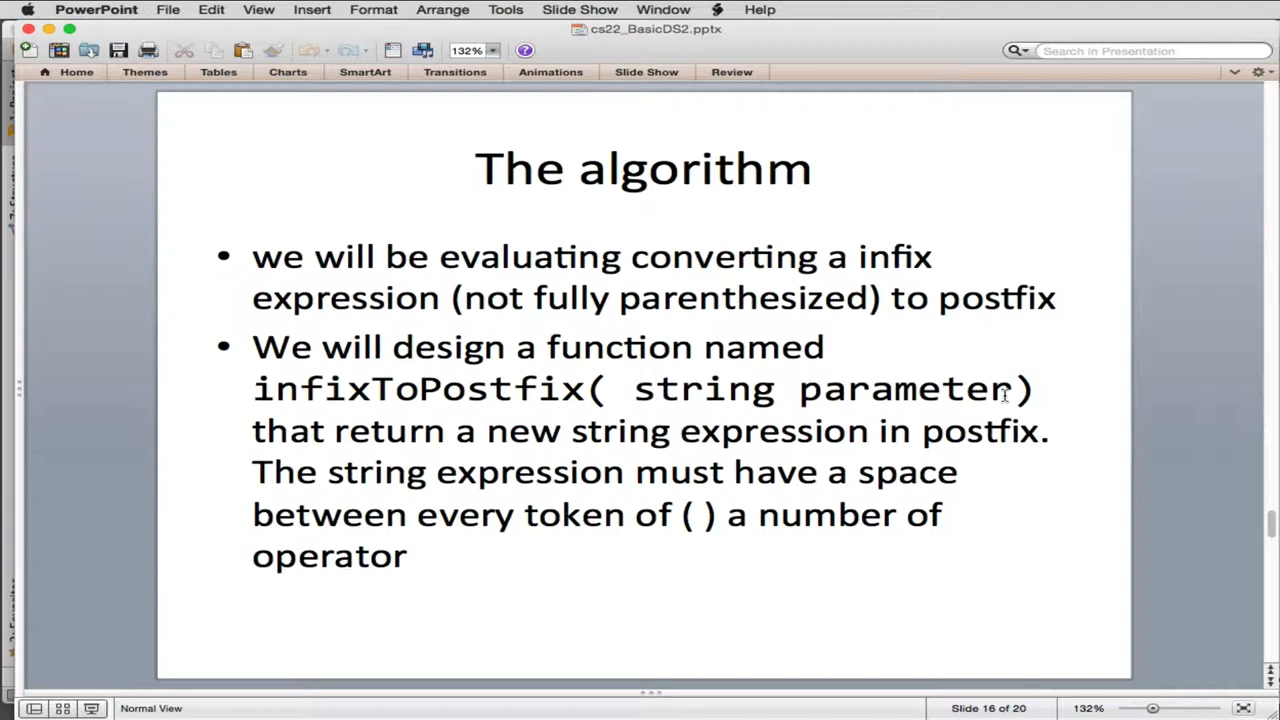 PowerPoint File Edit View Insert Format Arrange Tools Slide Show Window Help
cs22_BasicDS2.pptx
132% Search in Presentation
Home Themes Tables Charts SmartArt Transitions Animations Slide Show Review
The algorithm
• we will be evaluating converting a infix
expression (not fully parenthesized) to postfix
• We will design a function named
infixToPostfix( string parameter)
that return a new string expression in postfix.
The string expression must have a space
between every token of ( ) a number of
operator
Normal View Slide 16 of 20 132%